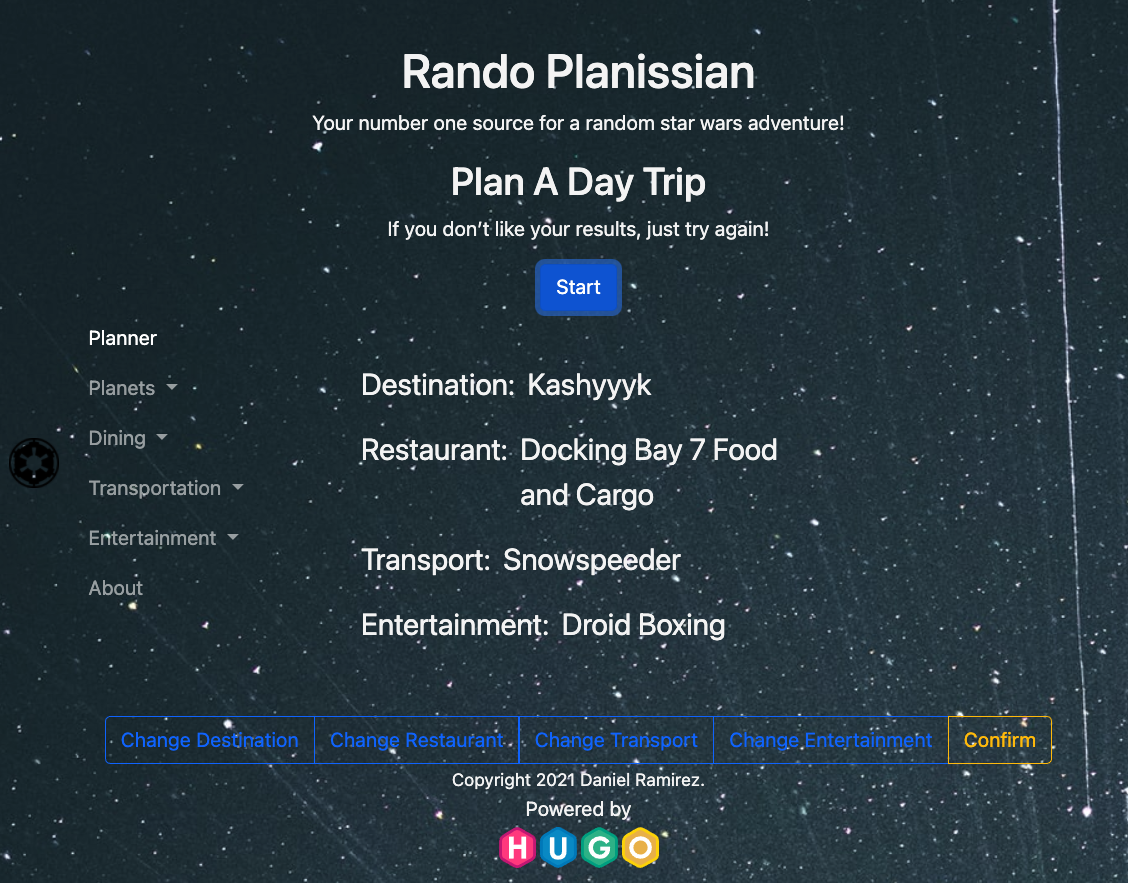 Rando Planissian
Your number one source for a random star wars adventure!
Plan A Day Trip
If you don’t like your results, just try again!
Start
Planner
Planets
Dining
Transportation
Entertainment
About
Destination: Kashyyyk
Restaurant: Docking Bay 7 Food
and Cargo
Transport: Snowspeeder
Entertainment: Droid Boxing
Change Destination Change Restaurant Change Transport Change Entertainment Confirm
Copyright 2021 Daniel Ramirez.
Powered by
HUGO